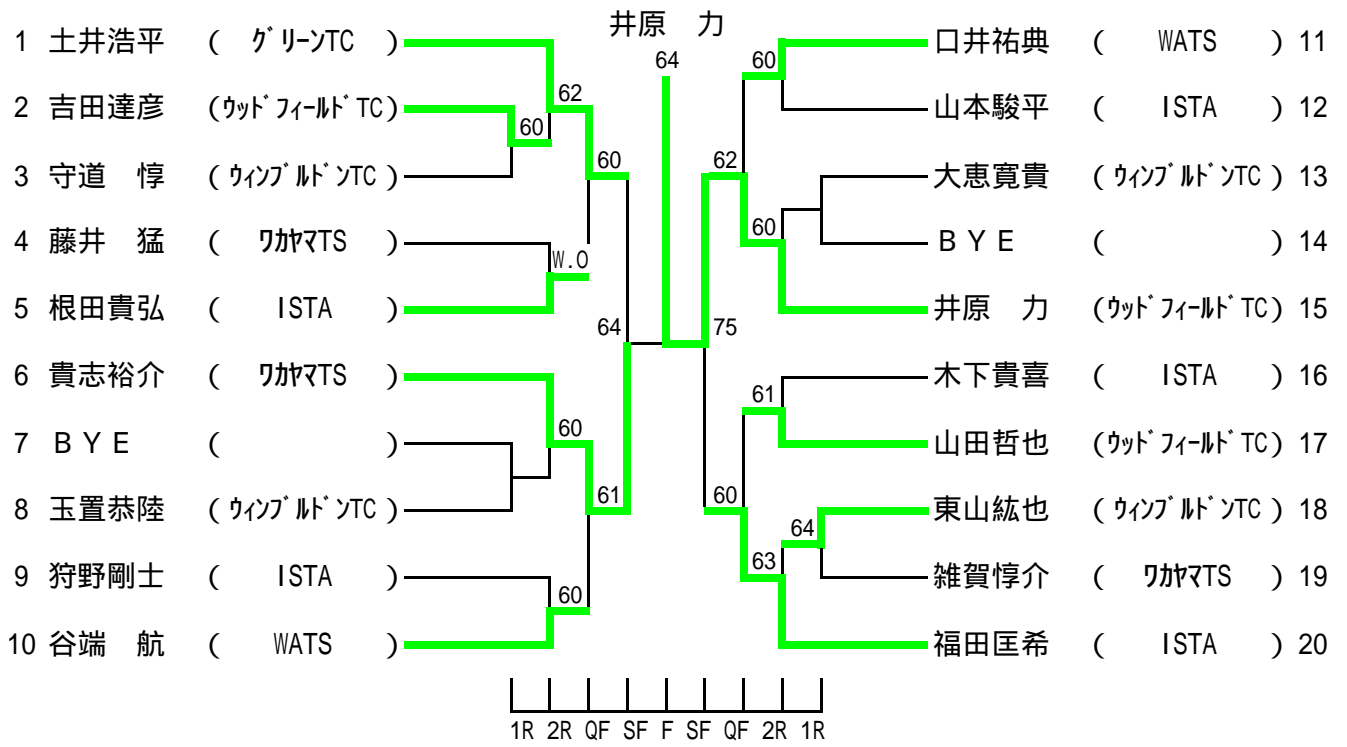 井原　力
64
1 土井浩平 ( グリーンTC )
62
2 吉田達彦 (ウッドフィールドTC)
60
3 守道　惇 (ウィンブルドンTC)
60
4 藤井　猛 ( ワカヤマTS )
W.O
5 根田貴弘 ( ISTA )
64
6 貴志裕介 ( ワカヤマTS )
60
7 BYE ( )
61
8 玉置恭陸 (ウィンブルドンTC)
9 狩野剛士 ( ISTA )
60
10 谷端　航 ( WATS )
口井祐典 ( WATS ) 11
60
山本駿平 ( ISTA ) 12
62
大恵寛貴 (ウィンブルドンTC) 13
60
BYE ( ) 14
井原　力 (ウッドフィールドTC) 15
75
木下貴喜 ( ISTA ) 16
61
山田哲也 (ウッドフィールドTC) 17
60
東山紘也 (ウィンブルドンTC) 18
64
雑賀惇介 ( ワカヤマTS ) 19
63
福田匡希 ( ISTA ) 20
1R 2R QF SF F SF QF 2R 1R